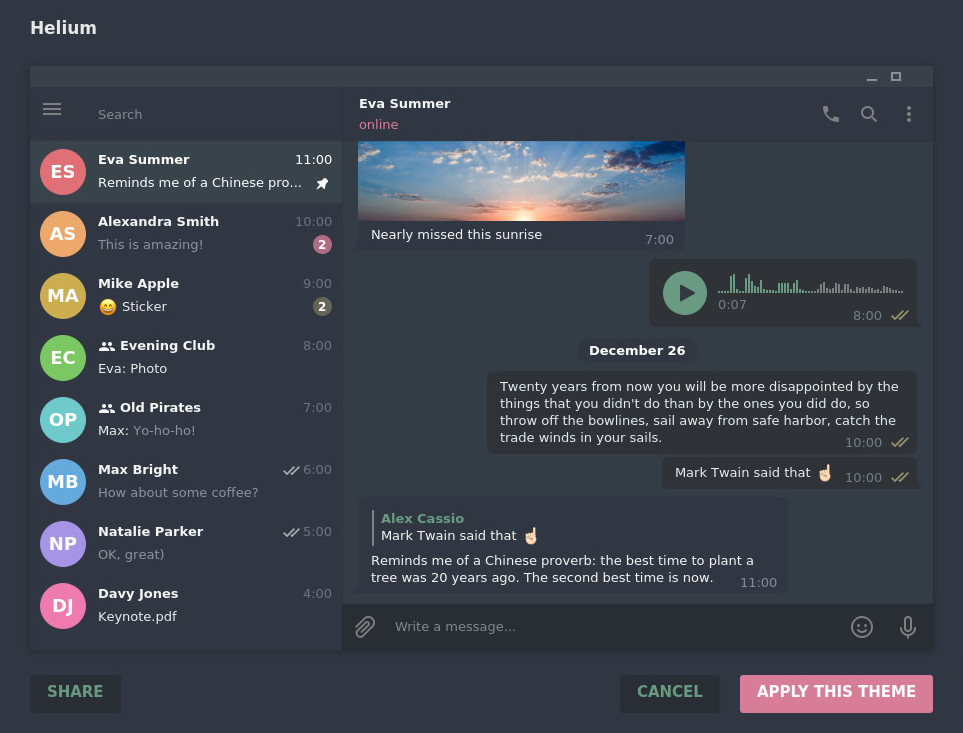 Helium
Search
ES
Eva Summer 11:00
Reminds me of a Chinese pro...
AS
Alexandra Smith 10:00
This is amazing! 2
MA
Mike Apple 9:00
😄 Sticker 2
EC
Evening Club 8:00
Eva: Photo
OP
Old Pirates 7:00
Max: Yo-ho-ho!
MB
Max Bright 6:00
How about some coffee?
NP
Natalie Parker 5:00
OK, great)
DJ
Davy Jones 4:00
Keynote.pdf
Eva Summer
online
Nearly missed this sunrise 7:00
0:07 8:00
December 26
Twenty years from now you will be more disappointed by the
things that you didn't do than by the ones you did do, so
throw off the bowlines, sail away from safe harbor, catch the
trade winds in your sails. 10:00
Mark Twain said that ☝🏻 10:00
Alex Cassio
Mark Twain said that ☝🏻
Reminds me of a Chinese proverb: the best time to plant a
tree was 20 years ago. The second best time is now. 11:00
Write a message...
SHARE
CANCEL
APPLY THIS THEME